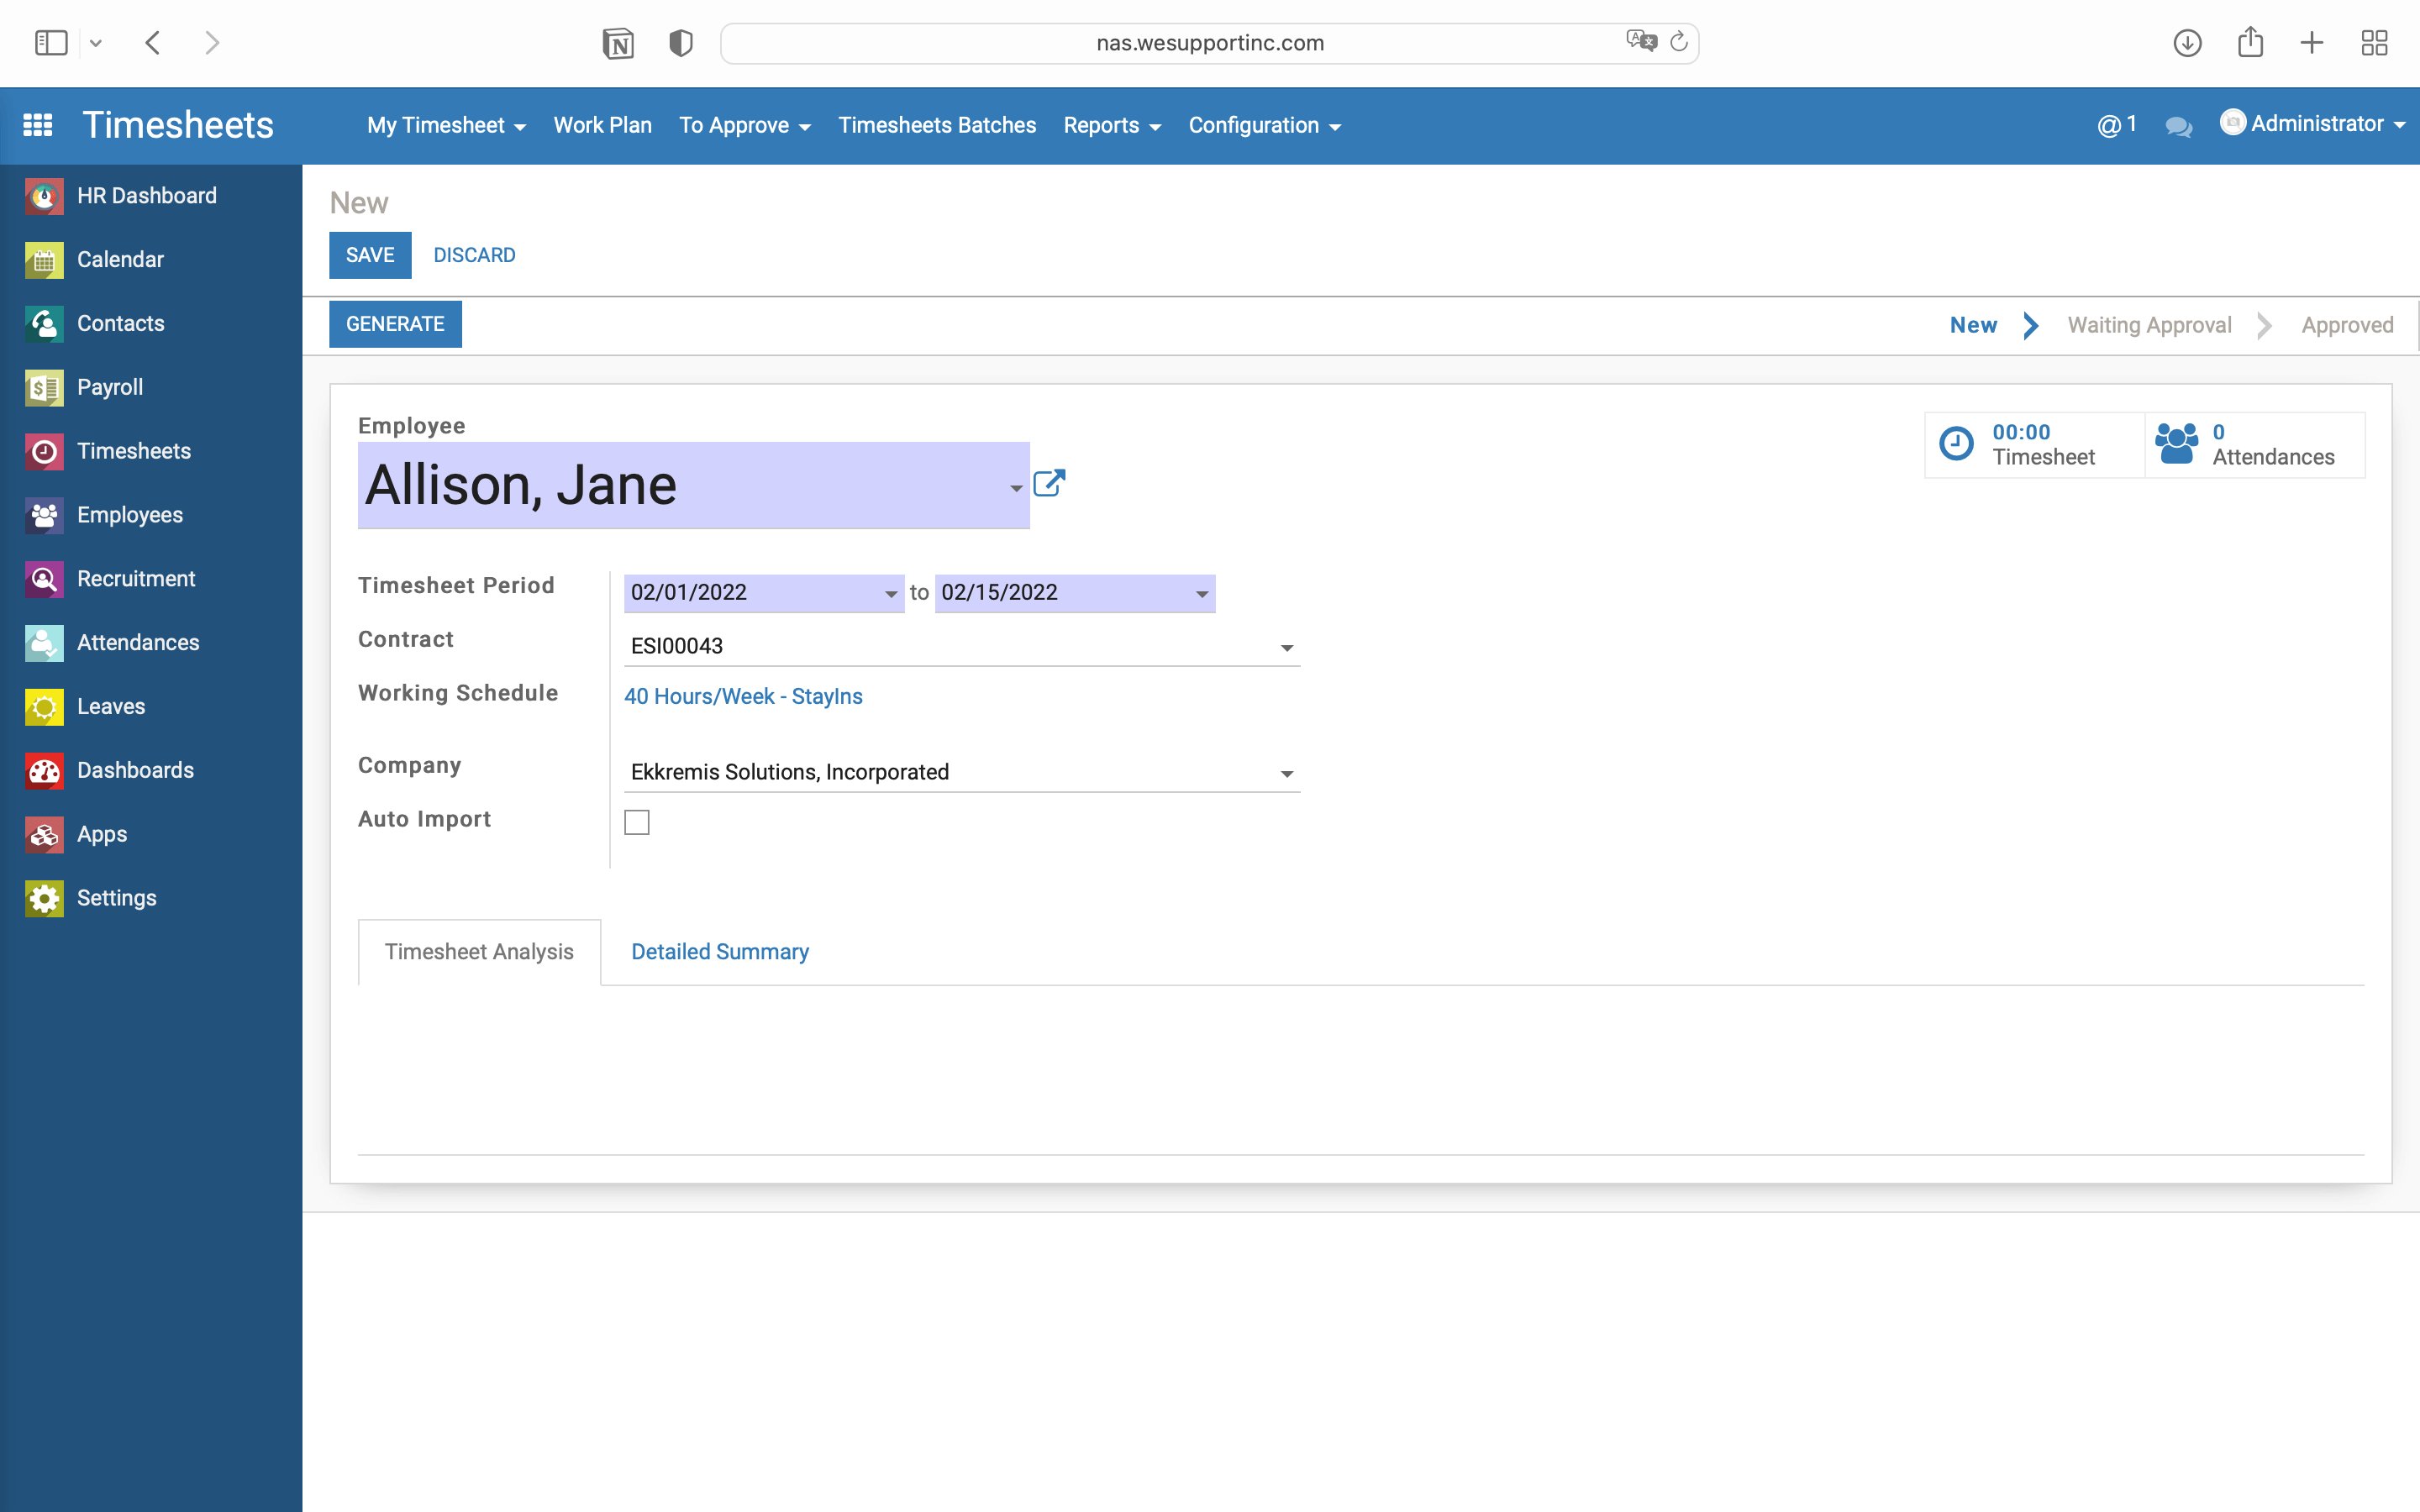 nas.wesupportinc.com
Timesheets
My Timesheet
Work Plan
To Approve
Timesheets Batches
Reports
Configuration
@ 1
Administrator
HR Dashboard
Calendar
Contacts
Payroll
Timesheets
Employees
Recruitment
Attendances
Leaves
Dashboards
Apps
Settings
New
SAVE
DISCARD
GENERATE
New
Waiting Approval
Approved
Employee
Allison, Jane
00:00
Timesheet
0
Attendances
Timesheet Period
02/01/2022 to 02/15/2022
Contract
ESI00043
Working Schedule
40 Hours/Week - StayIns
Company
Ekkremis Solutions, Incorporated
Auto Import
Timesheet Analysis
Detailed Summary